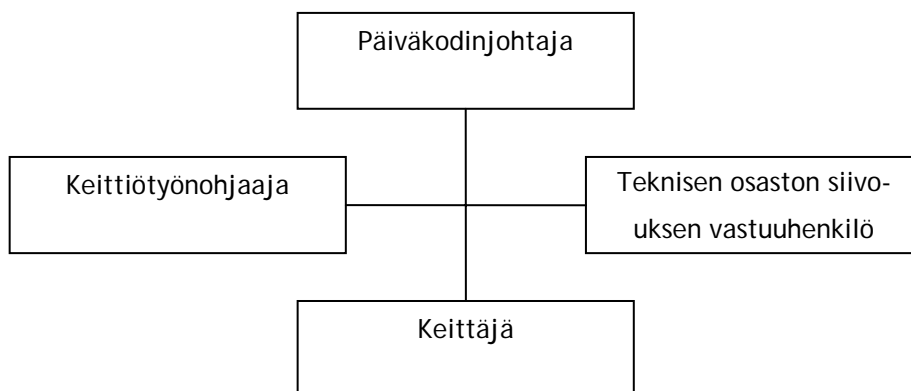 Päiväkodinjohtaja
Keittiötyönohjaaja
Teknisen osaston siivo-
uksen vastuuhenkilö
Keittäjä